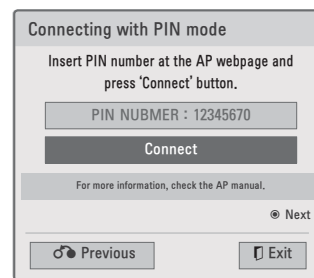 Connecting with PIN mode
Insert PIN number at the AP webpage and
press 'Connect' button.
PIN NUBMER : 12345670
Connect
For more information, check the AP manual.
◉ Next
Previous
Exit